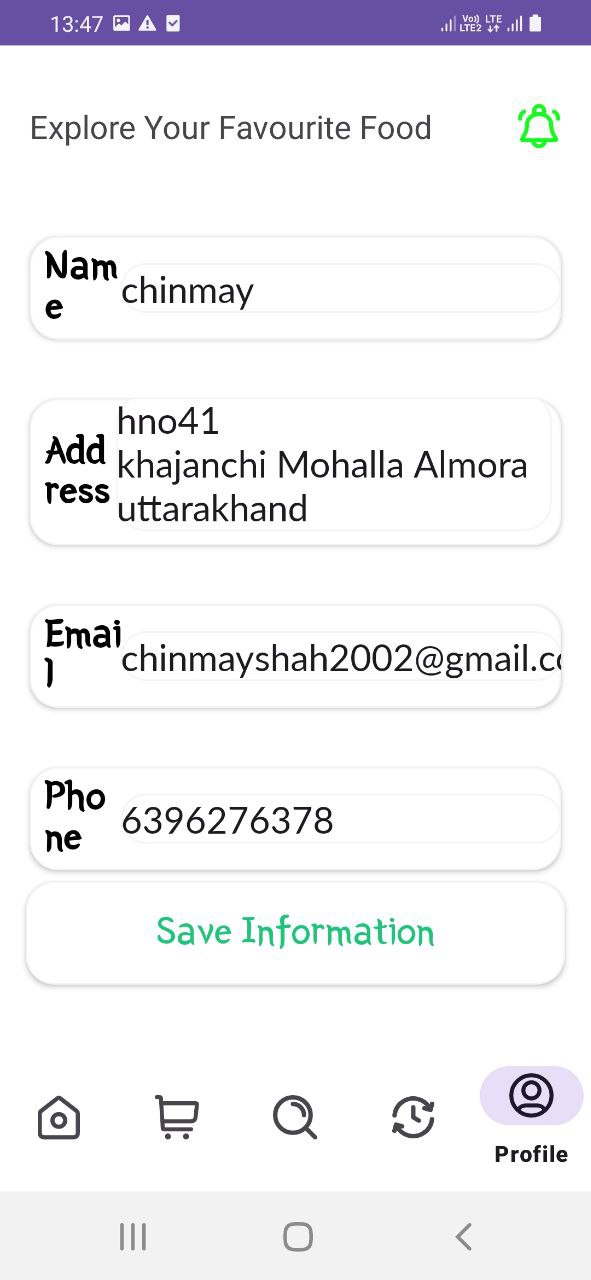 13:47
Vo)) LTE
LTE2
Explore Your Favourite Food
Nam
e
chinmay
Add
ress
hno41
khajanchi Mohalla Almora
uttarakhand
Emai
l
chinmayshah2002@gmail.co
Pho
ne
6396276378
Save Information
Profile